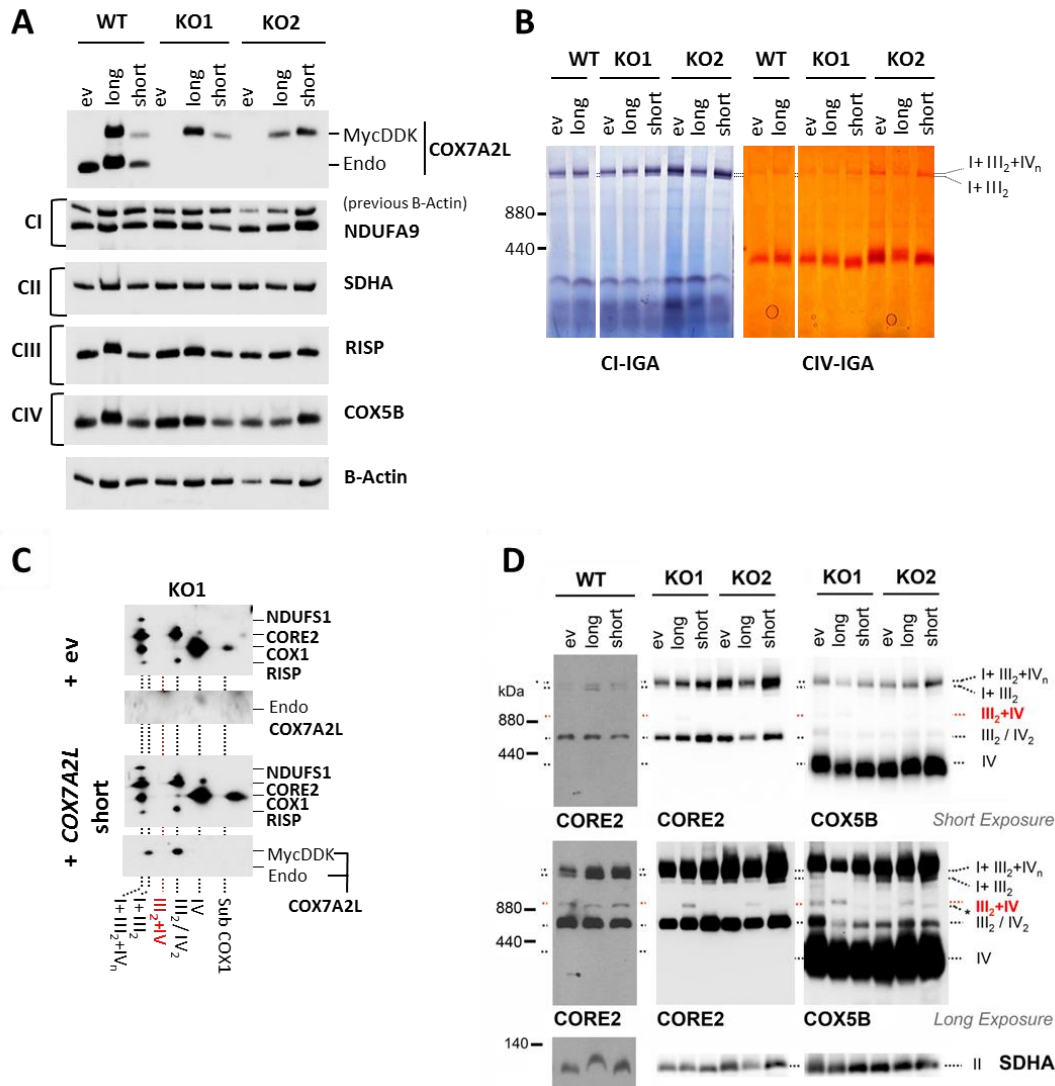 A
WT KO1 KO2
ev long short ev long short ev long short
MycDDK
Endo
COX7A2L
CI
(previous B-Actin)
NDUFA9
CII
SDHA
CIII
RISP
CIV
COX5B
B-Actin
B
WT KO1 KO2 WT KO1 KO2
ev long ev long short ev long short ev long ev long short ev long short
I+ III2+IVn
I+ III2
880
440
CI-IGA CIV-IGA
C
KO1
+ ev
NDUFS1
CORE2
COX1
RISP
Endo
COX7A2L
+ COX7A2L
short
NDUFS1
CORE2
COX1
RISP
MycDDK
Endo
COX7A2L
I+ III2+IVn
I+ III2
III2+IV
III2 / IV2
IV
Sub COX1
D
WT KO1 KO2 KO1 KO2
ev long short ev long short ev long short ev long short ev long short
kDa
880
440
I+ III2+IVn
I+ III2
III2+IV
III2 / IV2
IV
CORE2 CORE2 COX5B Short Exposure
880
440
I+ III2+IVn
I+ III2
III2+IV
*
III2 / IV2
IV
CORE2 CORE2 COX5B Long Exposure
140
II SDHA